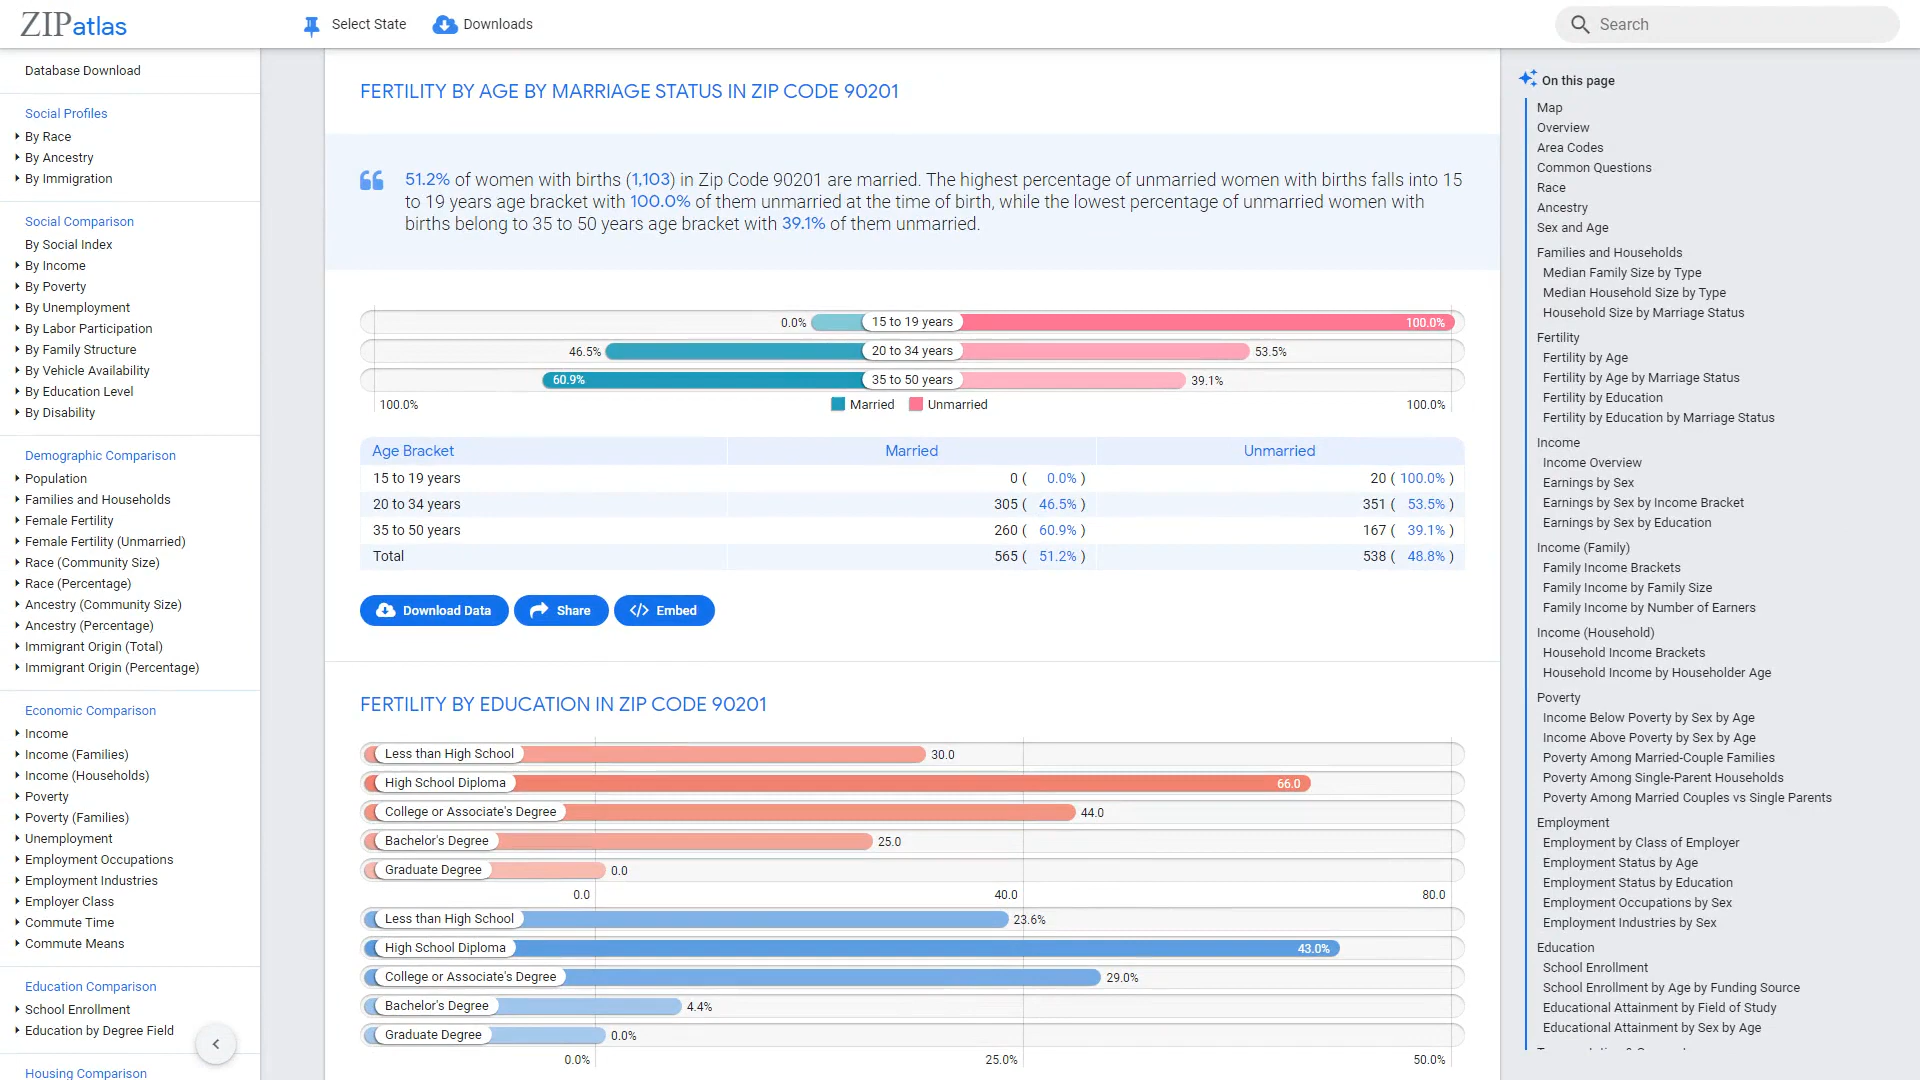 ZIPatlas
Select State
Downloads
Search
Database Download
Social Profiles
By Race
By Ancestry
By Immigration
Social Comparison
By Social Index
By Income
By Poverty
By Unemployment
By Labor Participation
By Family Structure
By Vehicle Availability
By Education Level
By Disability
Demographic Comparison
Population
Families and Households
Female Fertility
Female Fertility (Unmarried)
Race (Community Size)
Race (Percentage)
Ancestry (Community Size)
Ancestry (Percentage)
Immigrant Origin (Total)
Immigrant Origin (Percentage)
Economic Comparison
Income
Income (Families)
Income (Households)
Poverty
Poverty (Families)
Unemployment
Employment Occupations
Employment Industries
Employer Class
Commute Time
Commute Means
Education Comparison
School Enrollment
Education by Degree Field
Housing Comparison
FERTILITY BY AGE BY MARRIAGE STATUS IN ZIP CODE 90201
51.2% of women with births (1,103) in Zip Code 90201 are married. The highest percentage of unmarried women with births falls into 15
to 19 years age bracket with 100.0% of them unmarried at the time of birth, while the lowest percentage of unmarried women with
births belong to 35 to 50 years age bracket with 39.1% of them unmarried.
0.0% 15 to 19 years 100.0%
46.5% 20 to 34 years 53.5%
60.9% 35 to 50 years 39.1%
100.0% Married Unmarried 100.0%
Age Bracket Married Unmarried
15 to 19 years 0 ( 0.0% ) 20 ( 100.0% )
20 to 34 years 305 ( 46.5% ) 351 ( 53.5% )
35 to 50 years 260 ( 60.9% ) 167 ( 39.1% )
Total 565 ( 51.2% ) 538 ( 48.8% )
Download Data Share Embed
FERTILITY BY EDUCATION IN ZIP CODE 90201
Less than High School 30.0
High School Diploma 66.0
College or Associate's Degree 44.0
Bachelor's Degree 25.0
Graduate Degree 0.0
0.0 40.0 80.0
Less than High School 23.6%
High School Diploma 43.0%
College or Associate's Degree 29.0%
Bachelor's Degree 4.4%
Graduate Degree 0.0%
0.0% 25.0% 50.0%
On this page
Map
Overview
Area Codes
Common Questions
Race
Ancestry
Sex and Age
Families and Households
Median Family Size by Type
Median Household Size by Type
Household Size by Marriage Status
Fertility
Fertility by Age
Fertility by Age by Marriage Status
Fertility by Education
Fertility by Education by Marriage Status
Income
Income Overview
Earnings by Sex
Earnings by Sex by Income Bracket
Earnings by Sex by Education
Income (Family)
Family Income Brackets
Family Income by Family Size
Family Income by Number of Earners
Income (Household)
Household Income Brackets
Household Income by Householder Age
Poverty
Income Below Poverty by Sex by Age
Income Above Poverty by Sex by Age
Poverty Among Married-Couple Families
Poverty Among Single-Parent Households
Poverty Among Married Couples vs Single Parents
Employment
Employment by Class of Employer
Employment Status by Age
Employment Status by Education
Employment Occupations by Sex
Employment Industries by Sex
Education
School Enrollment
School Enrollment by Age by Funding Source
Educational Attainment by Field of Study
Educational Attainment by Sex by Age